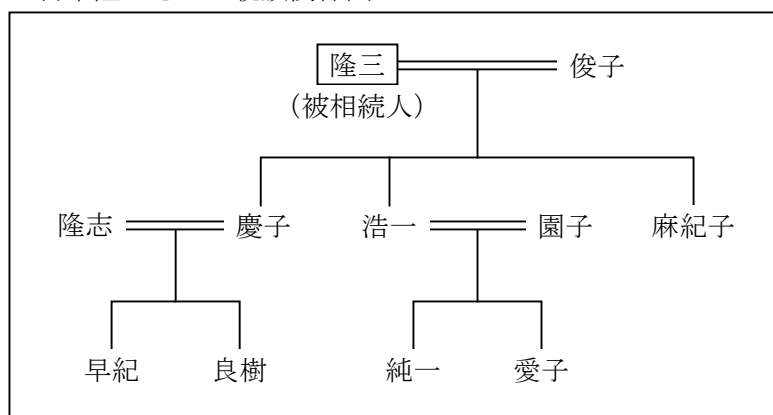 隆三 俊子
（被相続人）
隆志 慶子 浩一 園子 麻紀子
早紀 良樹 純一 愛子